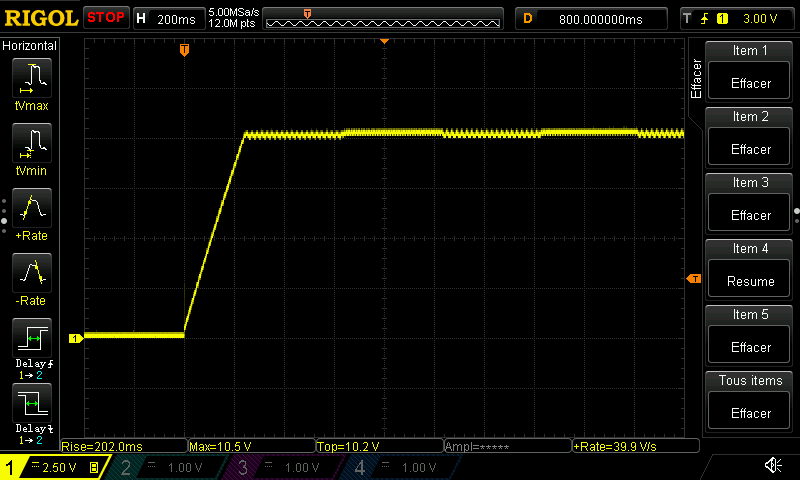 RIGOL STOP H 200ms 5.00MSa/s 12.0M pts D 800.000000ms T 1 3.00 V
Horizontal
tVmax
tVmin
+Rate
-Rate
Delay
1→2
Delay
1→2
T
T
1
Effacer
Item 1
Effacer
Item 2
Effacer
Item 3
Effacer
Item 4
Resume
Item 5
Effacer
Tous items
Effacer
Rise=202.0ms Max=10.5 V Top=10.2 V Ampl=***** +Rate=39.9 V/s
1 2.50 V B 2 1.00 V 3 1.00 V 4 1.00 V